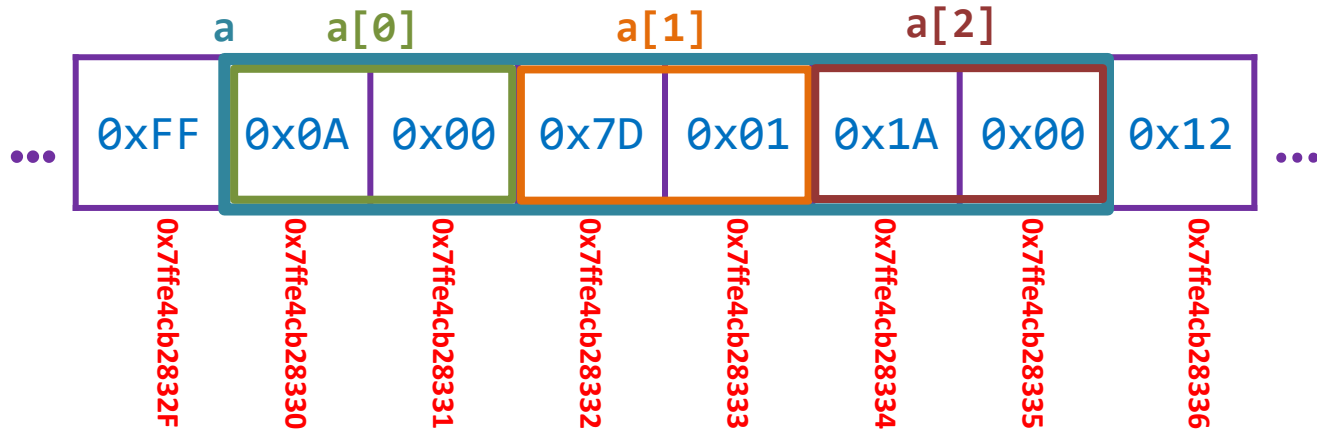 a a[0] a[1] a[2]
... 0xFF 0x0A 0x00 0x7D 0x01 0x1A 0x00 0x12 ...
0x7ffe4cb2832F
0x7ffe4cb28330
0x7ffe4cb28331
0x7ffe4cb28332
0x7ffe4cb28333
0x7ffe4cb28334
0x7ffe4cb28335
0x7ffe4cb28336